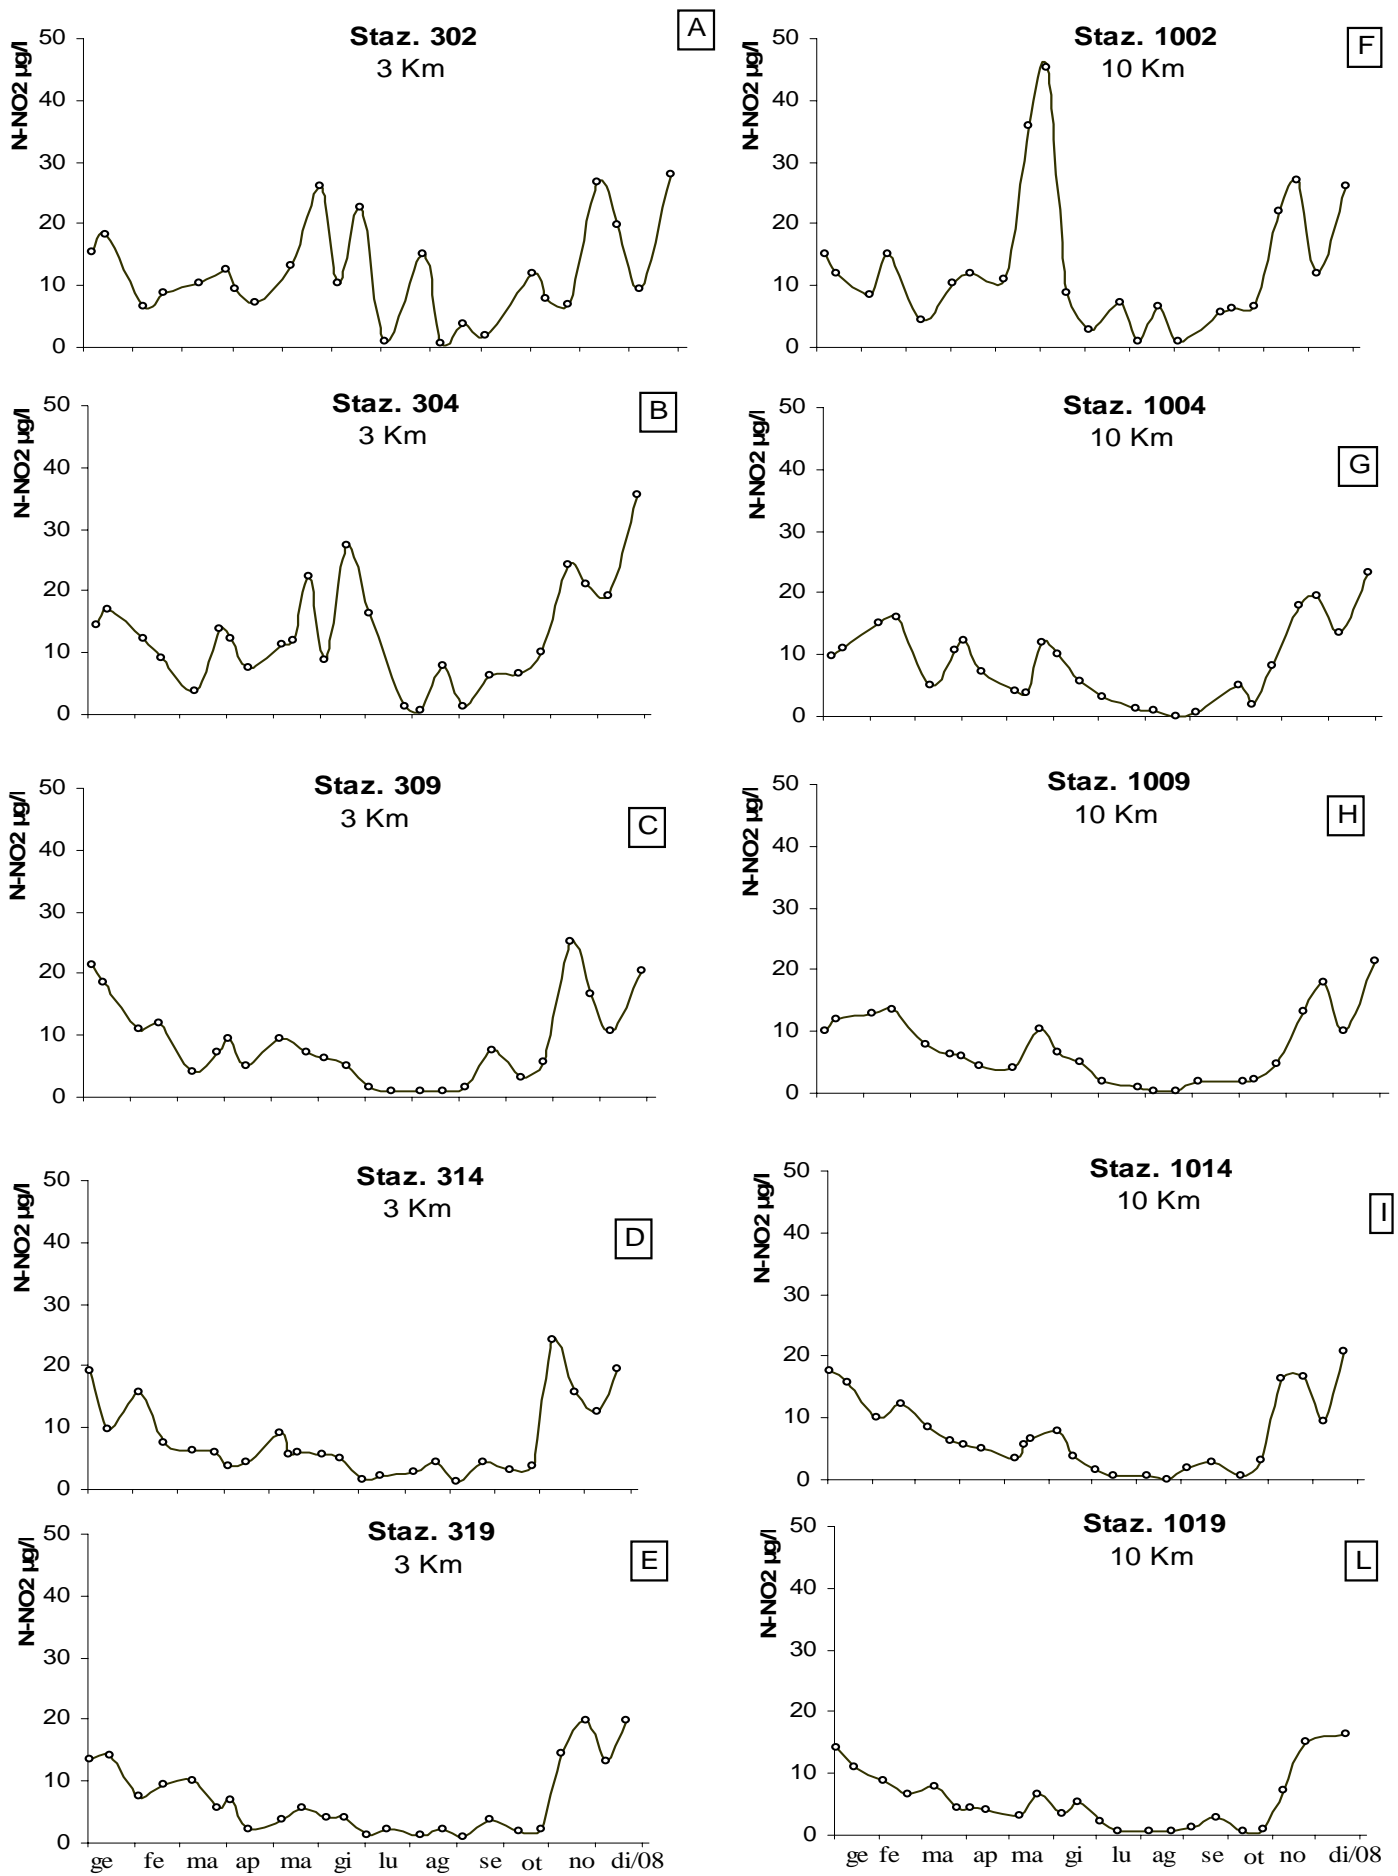 Staz. 302
3 Km
A
N-NO2 µg/l
50
40
30
20
10
0
Staz. 1002
10 Km
F
N-NO2 µg/l
50
40
30
20
10
0
Staz. 304
3 Km
B
N-NO2 µg/l
50
40
30
20
10
0
Staz. 1004
10 Km
G
N-NO2 µg/l
50
40
30
20
10
0
Staz. 309
3 Km
C
N-NO2 µg/l
50
40
30
20
10
0
Staz. 1009
10 Km
H
N-NO2 µg/l
50
40
30
20
10
0
Staz. 314
3 Km
D
N-NO2 µg/l
50
40
30
20
10
0
Staz. 1014
10 Km
I
N-NO2 µg/l
50
40
30
20
10
0
Staz. 319
3 Km
E
N-NO2 µg/l
50
40
30
20
10
0
ge fe ma ap ma gi lu ag se ot no di/08
Staz. 1019
10 Km
L
N-NO2 µg/l
50
40
30
20
10
0
ge fe ma ap ma gi lu ag se ot no di/08